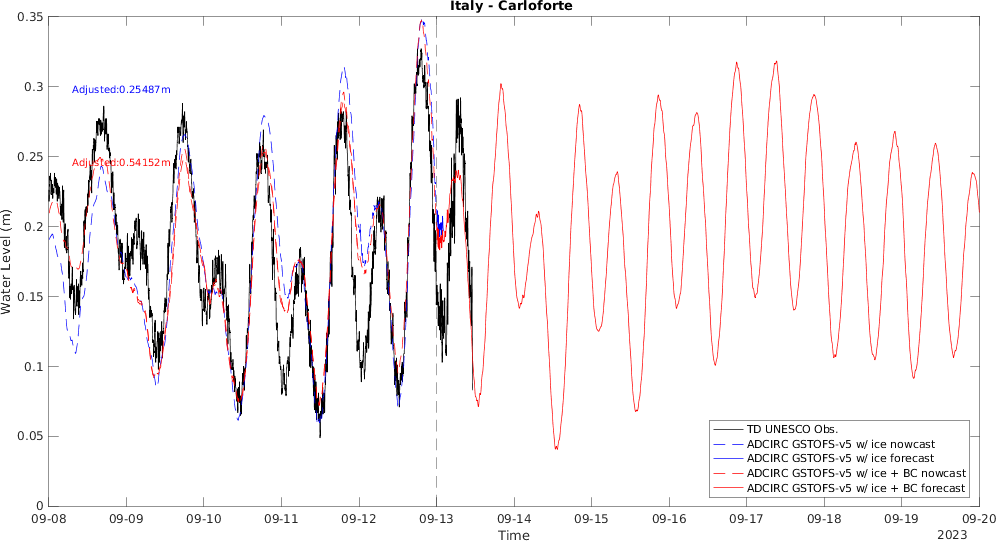 Italy - Carloforte
0.35
0.3
0.25
0.2
0.15
0.1
0.05
0
Water Level (m)
Adjusted:0.25487m
Adjusted:0.54152m
TD UNESCO Obs.
ADCIRC GSTOFS-v5 w/ ice nowcast
ADCIRC GSTOFS-v5 w/ ice forecast
ADCIRC GSTOFS-v5 w/ ice + BC nowcast
ADCIRC GSTOFS-v5 w/ ice + BC forecast
09-08 09-09 09-10 09-11 09-12 09-13 09-14 09-15 09-16 09-17 09-18 09-19 09-20
Time
2023